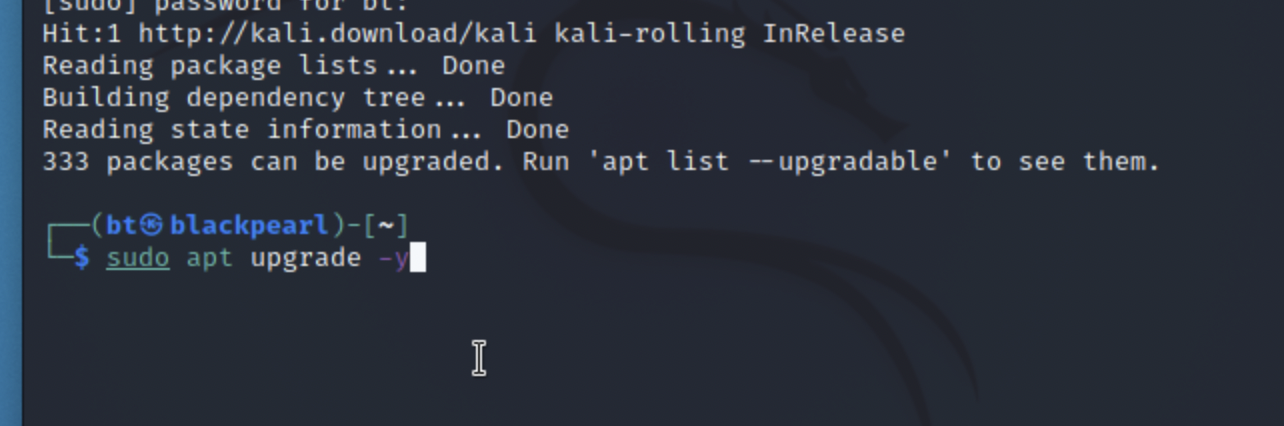 [sudo] password for bt:
Hit:1 http://kali.download/kali kali-rolling InRelease
Reading package lists... Done
Building dependency tree... Done
Reading state information... Done
333 packages can be upgraded. Run 'apt list --upgradable' to see them.
┌──(bt㉿blackpearl)-[~]
└─$ sudo apt upgrade -y